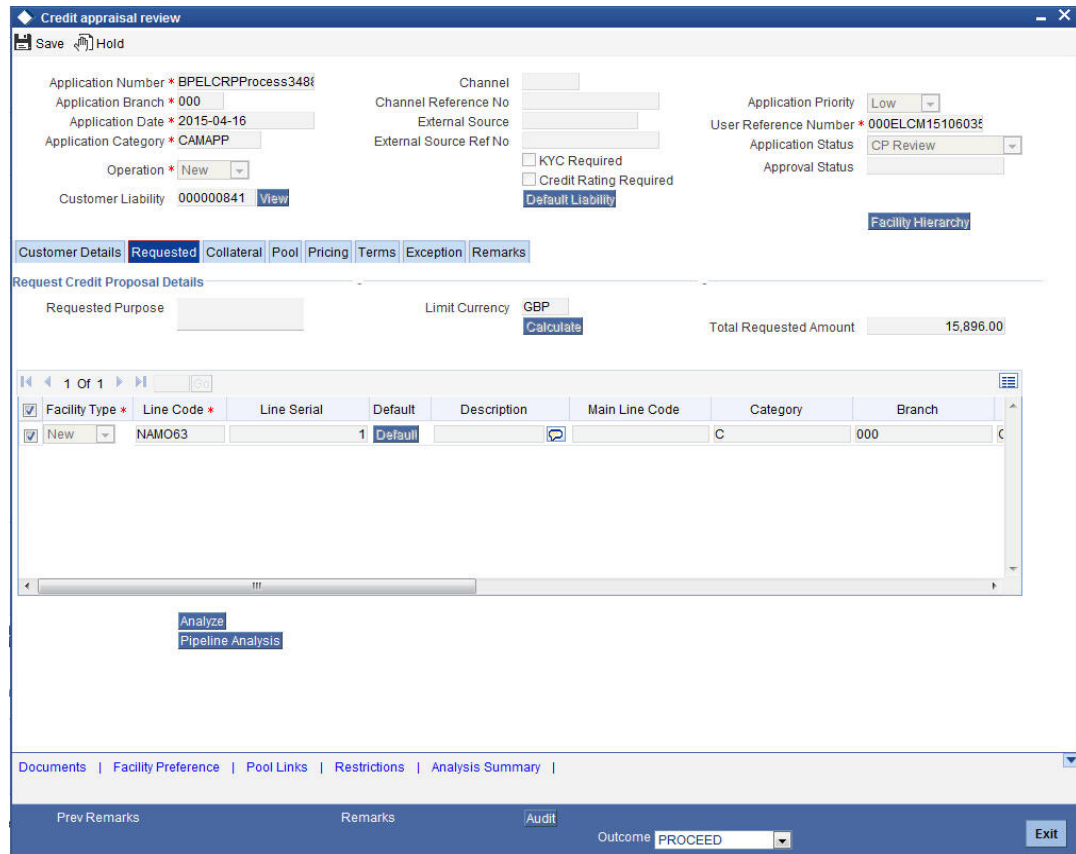 Credit appraisal review
Save Hold
Application Number * BPELCRPProcess348
Application Branch * 000
Application Date * 2015-04-16
Application Category * CAMAPP
Operation * New
Customer Liability 000000841 View
Channel
Channel Reference No
External Source
External Source Ref No
KYC Required
Credit Rating Required
Default Liability
Application Priority Low
User Reference Number * 000ELCM15106035
Application Status CP Review
Approval Status
Facility Hierarchy
Customer Details Requested Collateral Pool Pricing Terms Exception Remarks
Request Credit Proposal Details
Requested Purpose
Limit Currency GBP
Calculate
Total Requested Amount 15,896.00
1 Of 1 Go
Facility Type * Line Code * Line Serial Default Description Main Line Code Category Branch
New NAMO63 1 Default C 000
Analyze
Pipeline Analysis
Documents | Facility Preference | Pool Links | Restrictions | Analysis Summary |
Prev Remarks Remarks Audit
Outcome PROCEED
Exit